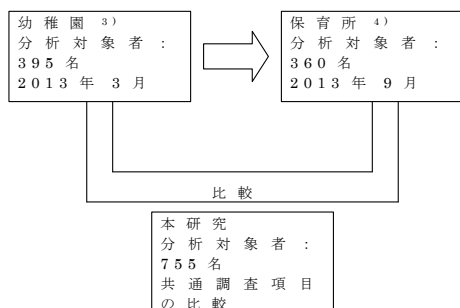 幼稚園 3)
分析対象者:
395名
2013年3月
保育所 4)
分析対象者:
360名
2013年9月
比較
本研究
分析対象者:
755名
共通調査項目
の比較